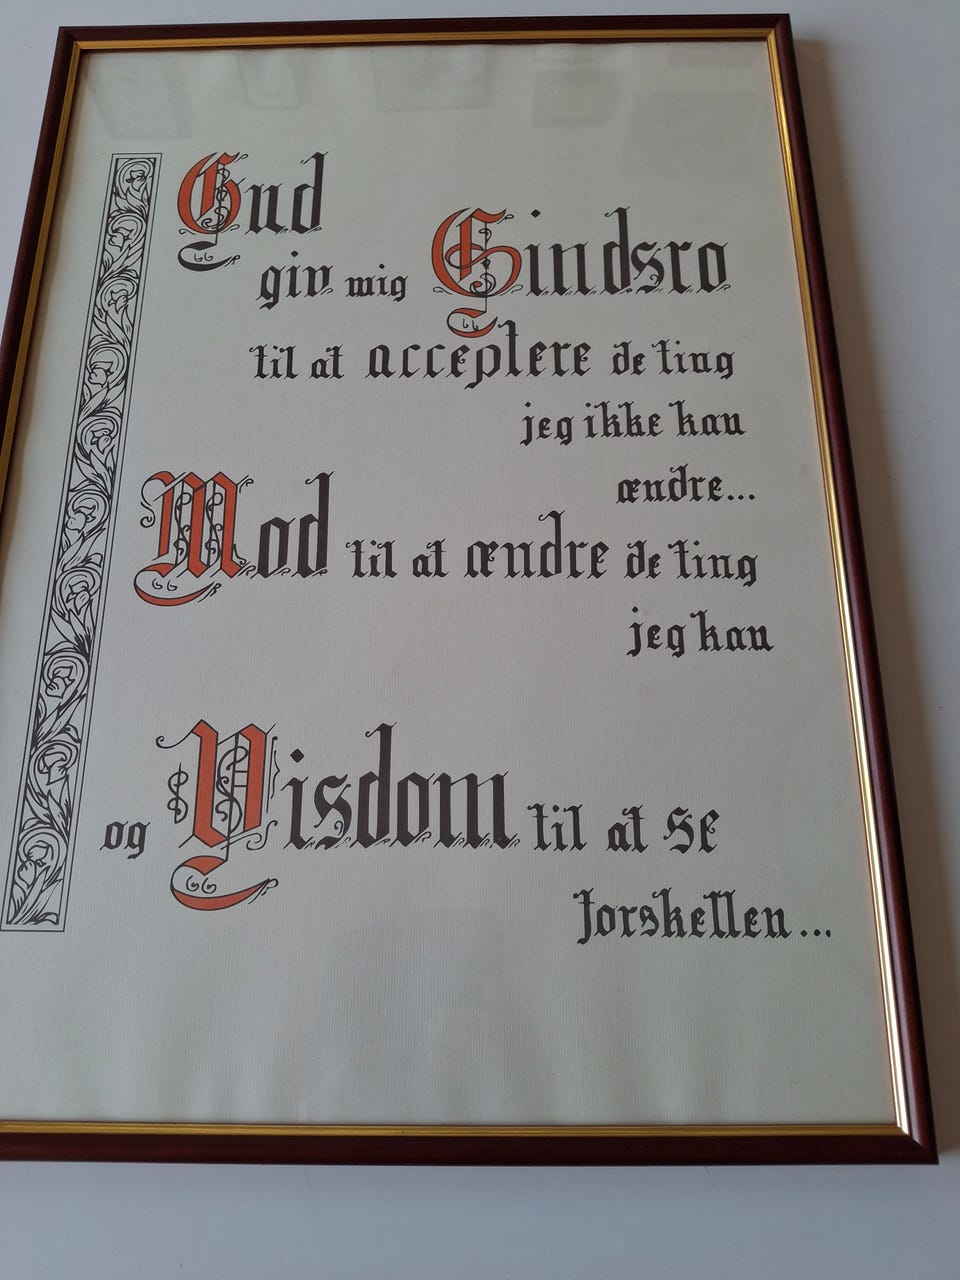 Gud
giv mig Sindsro
til at acceptere de ting
jeg ikke kan
ændre...
Mod til at ændre de ting
jeg kan
og Visdom til at se
forskellen...